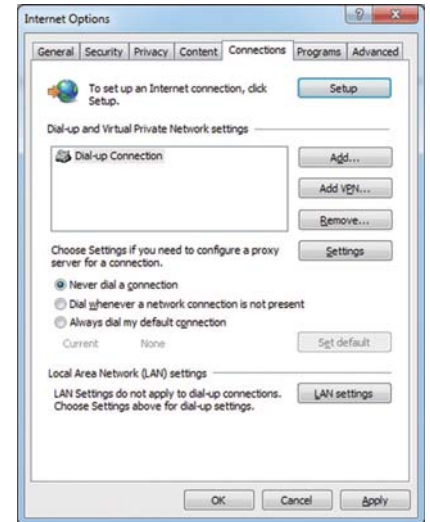 Internet Options
General Security Privacy Content Connections Programs Advanced
To set up an Internet connection, click
Setup.
Setup
Dial-up and Virtual Private Network settings
Dial-up Connection
Add...
Add VPN...
Remove...
Choose Settings if you need to configure a proxy
server for a connection.
Settings
Never dial a connection
Dial whenever a network connection is not present
Always dial my default connection
Current None
Set default
Local Area Network (LAN) settings
LAN Settings do not apply to dial-up connections.
Choose Settings above for dial-up settings.
LAN settings
OK Cancel Apply